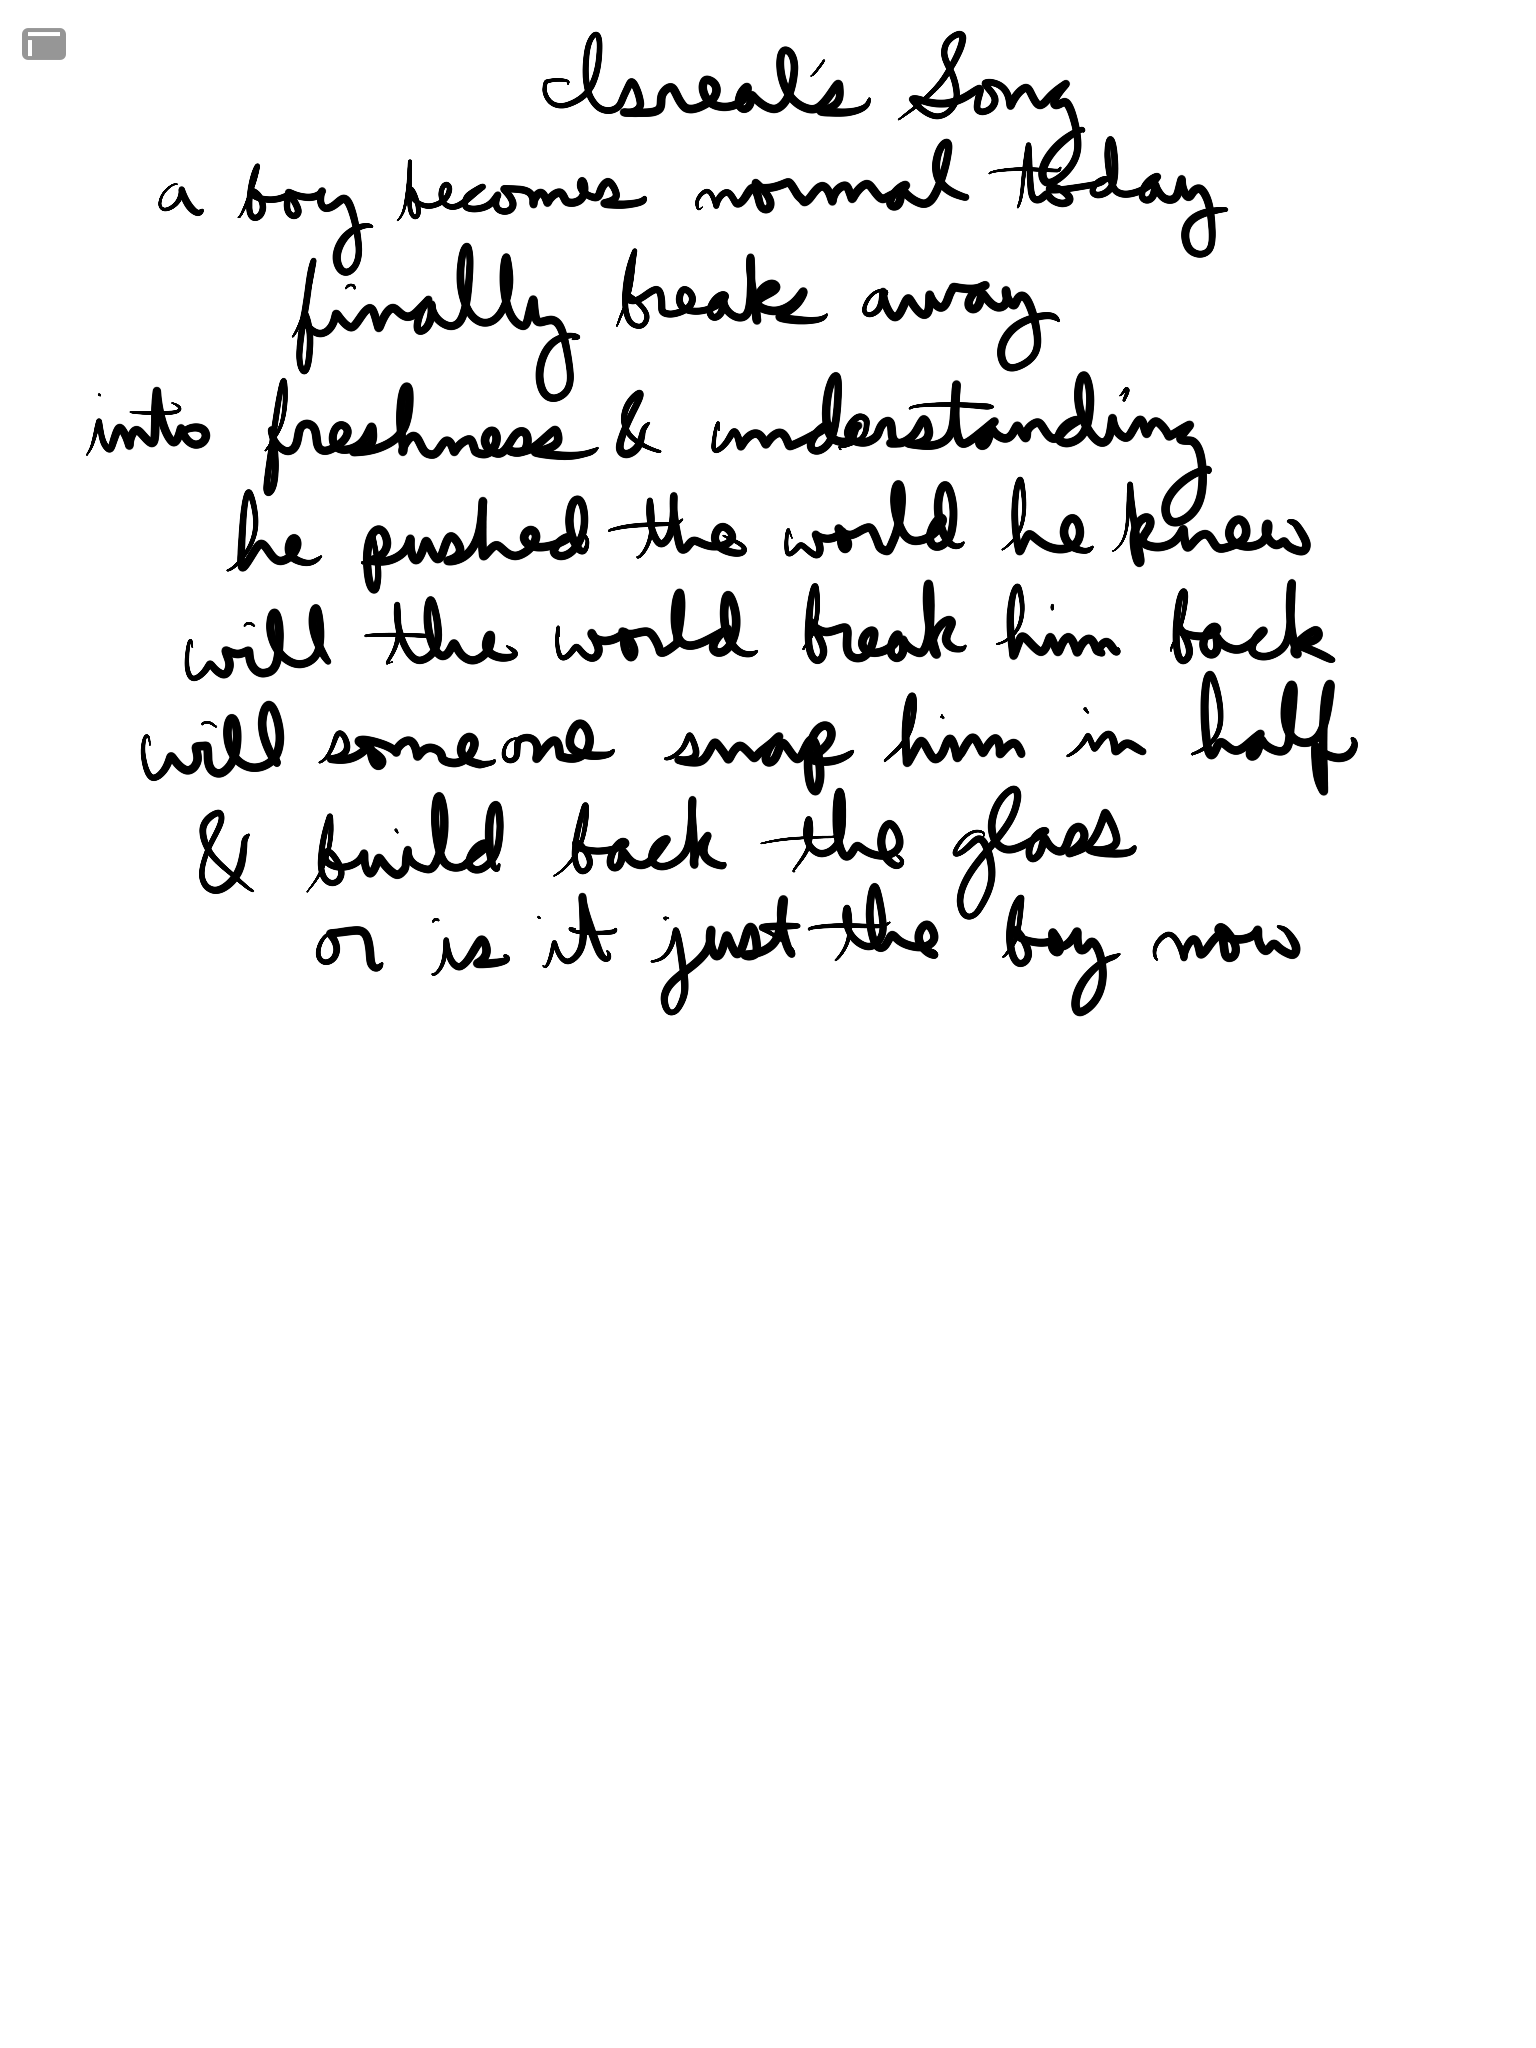 Isreal's Song
a boy becomes normal today
finally breaks away
into freshness & understanding
he pushed the world he knew
will the world break him back
will someone snap him in half
& build back the glass
or is it just the boy now